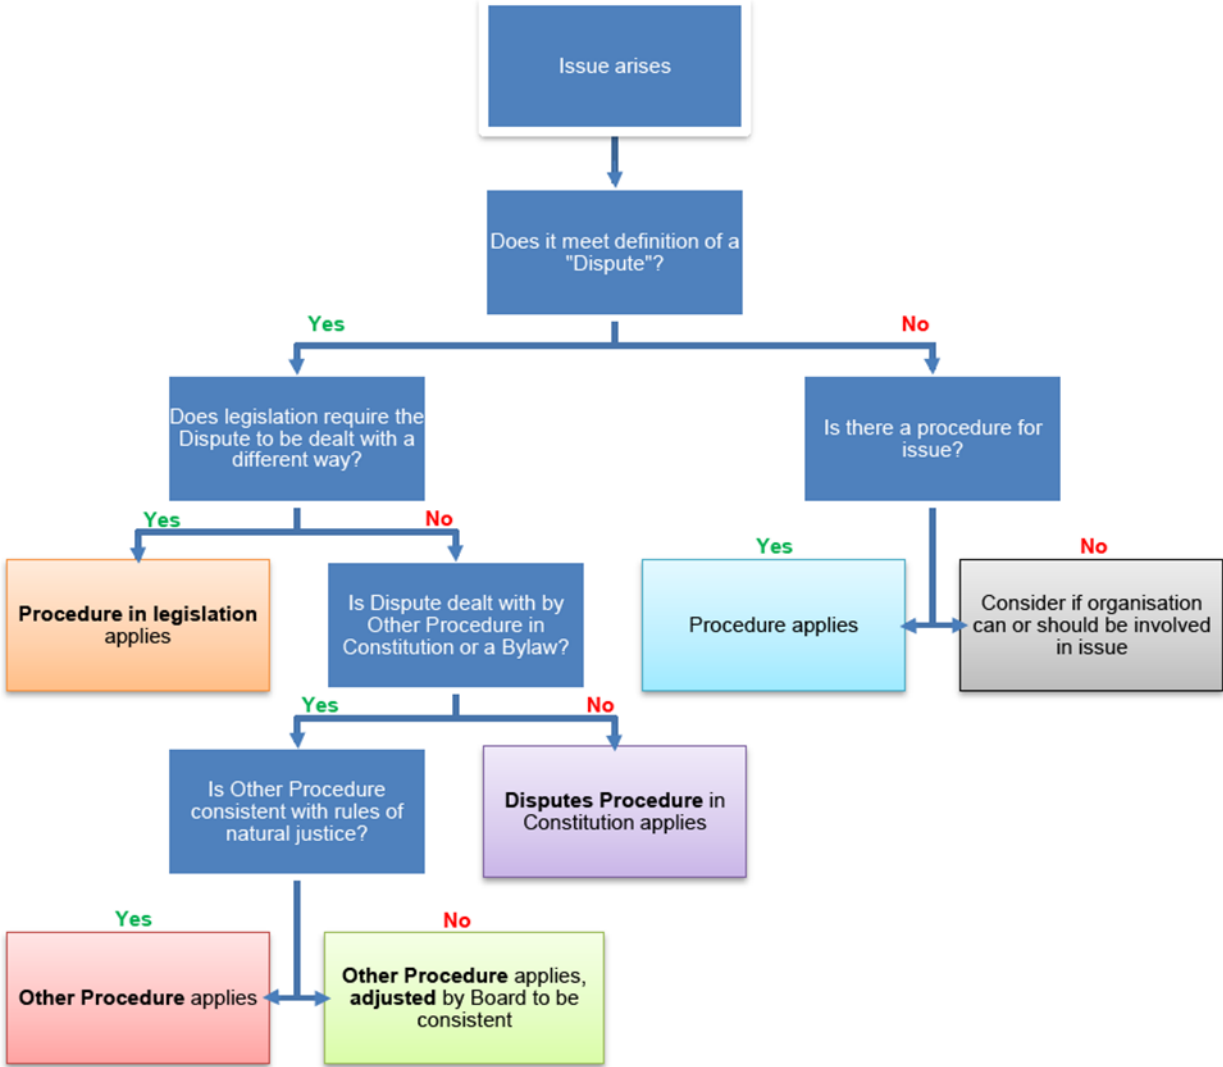 Issue arises
Does it meet definition of a
"Dispute"?
Yes
No
Does legislation require the
Dispute to be dealt with a
different way?
Is there a procedure for
issue?
Yes
No
Yes
No
Procedure in legislation
applies
Is Dispute dealt with by
Other Procedure in
Constitution or a Bylaw?
Procedure applies
Consider if organisation
can or should be involved
in issue
Yes
No
Is Other Procedure
consistent with rules of
natural justice?
Disputes Procedure in
Constitution applies
Yes
No
Other Procedure applies
Other Procedure applies,
adjusted by Board to be
consistent